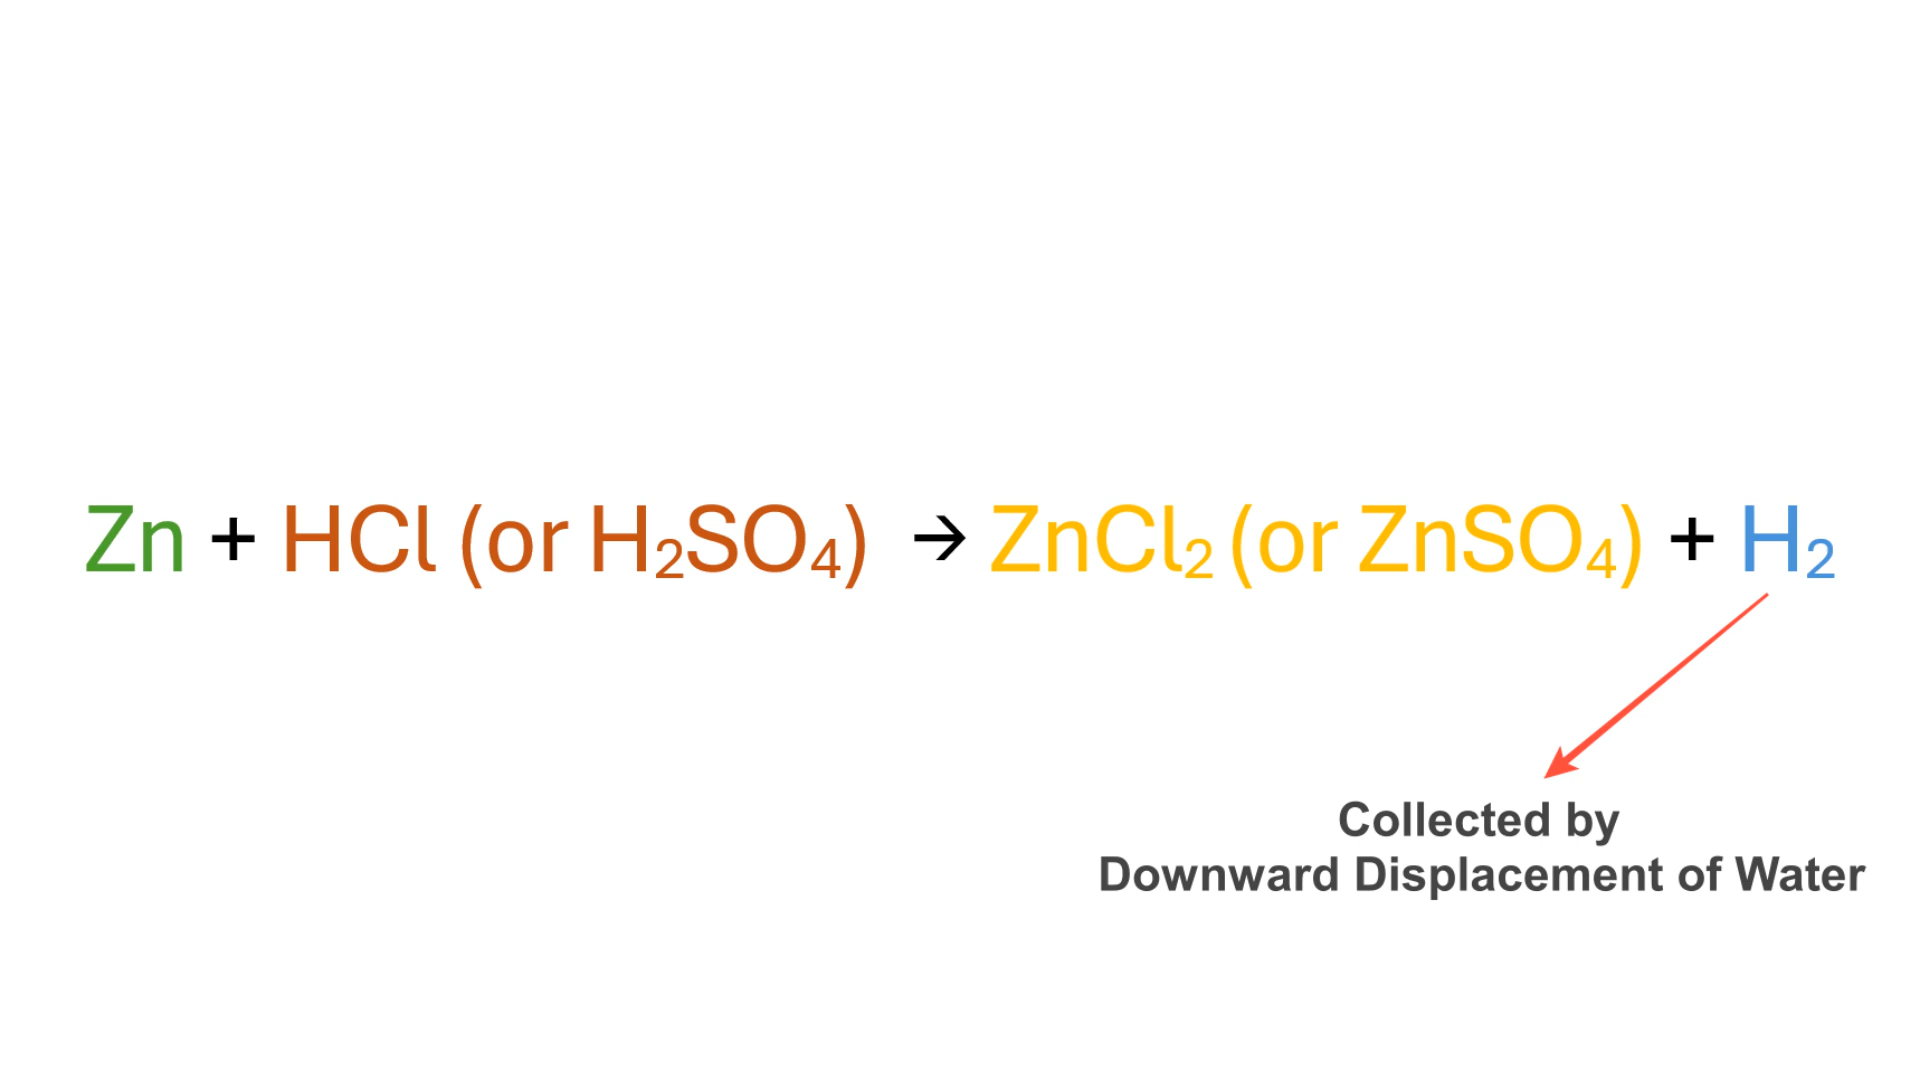 Zn + HCl (or H₂SO₄) → ZnCl₂ (or ZnSO₄) + H₂
Collected by
Downward Displacement of Water